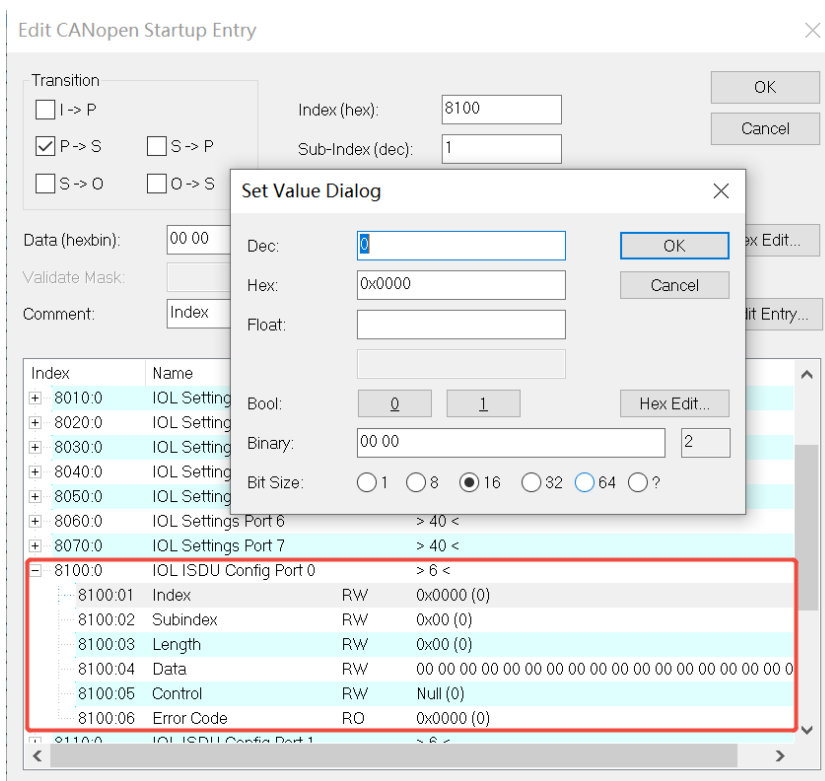 Edit CANopen Startup Entry
Transition
I -> P
P -> S
S -> P
S -> O
O -> S
Index (hex):
8100
Sub-Index (dec):
1
OK
Cancel
Data (hexbin):
00 00
Validate Mask:
Comment:
Index
Set Value Dialog
Dec:
0
OK
Hex:
0x0000
Cancel
Float:
Bool:
0
1
Hex Edit...
Binary:
00 00
2
Bit Size:
1
8
16
32
64
?
Edit...
Entry...
Index Name
8010:0 IOL Setting
8020:0 IOL Setting
8030:0 IOL Setting
8040:0 IOL Setting
8050:0 IOL Setting
8060:0 IOL Settings Port 6 > 40 <
8070:0 IOL Settings Port 7 > 40 <
8100:0 IOL ISDU Config Port 0 > 6 <
8100:01 Index RW 0x0000 (0)
8100:02 Subindex RW 0x00 (0)
8100:03 Length RW 0x00 (0)
8100:04 Data RW 00 00 00 00 00 00 00 00 00 00 00 00 00 00 00 00 00 0
8100:05 Control RW Null (0)
8100:06 Error Code RO 0x0000 (0)
8110:0 IOL ISDU Config Port 1 > 6 <